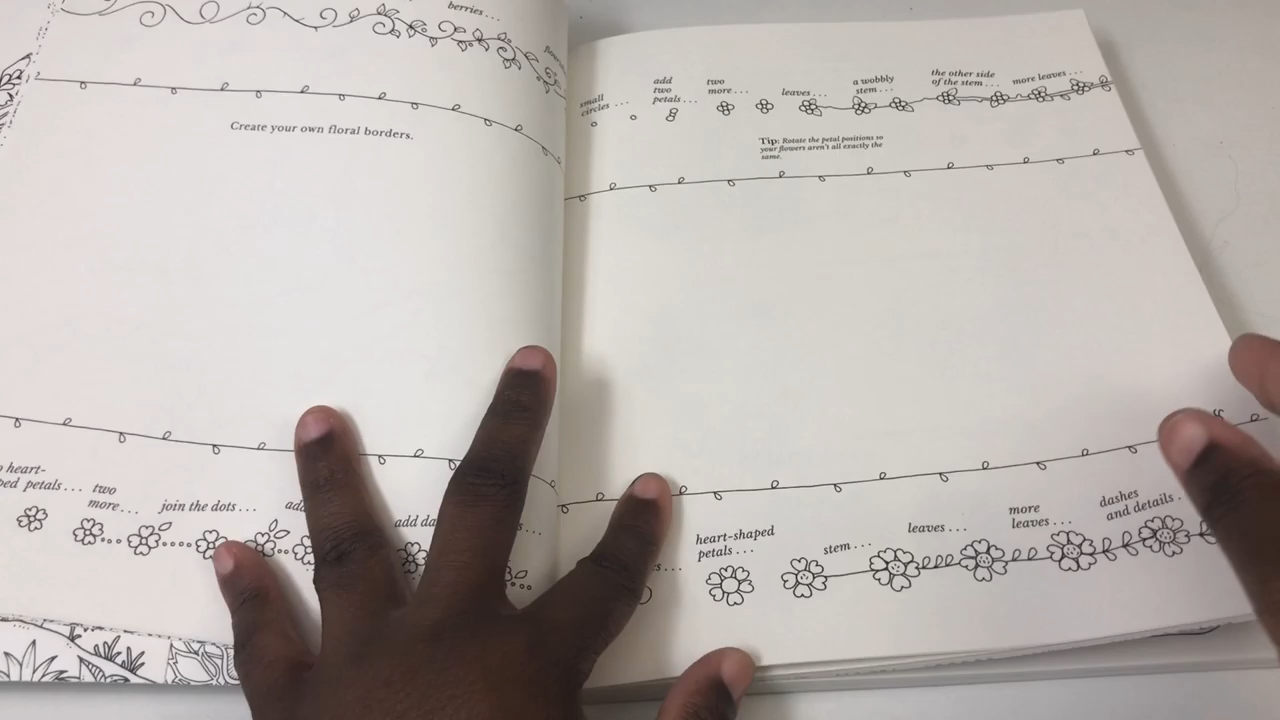 berries . . .
Create your own floral borders.
heart-
petals . . .
two
more . . .
join the dots . . .
add da
small
circles . . .
add
two
petals . . .
two
more . . .
leaves . . .
a wobbly
stem . . .
the other side
of the stem . . .
more leaves . . .
Tip: Rotate the petal positions so
your flowers aren't all exactly the
same.
heart-shaped
petals . . .
stem . . .
leaves . . .
more
leaves . . .
dashes
and details .